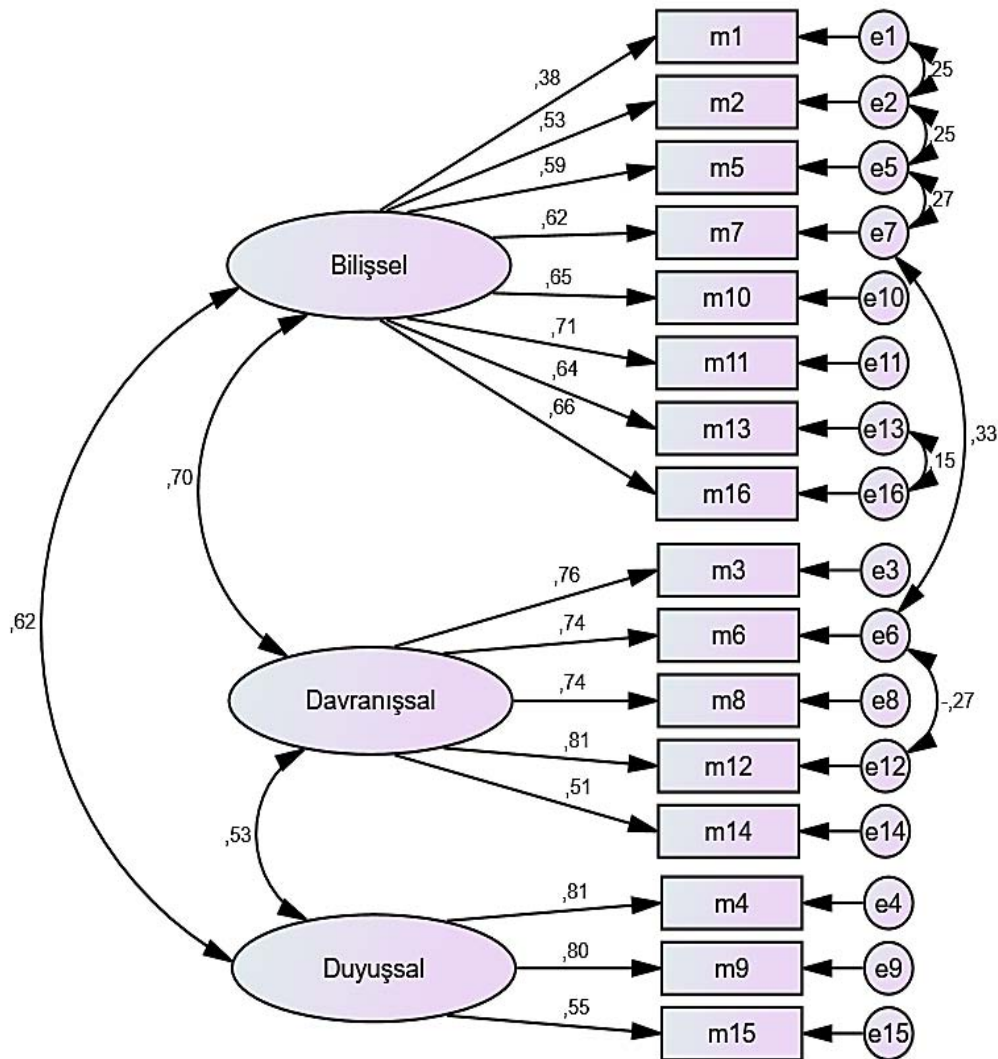 m1
e1
,25
,38
m2
e2
,53
,25
m5
e5
,59
,27
m7
e7
,62
Bilişsel
,65
m10
e10
,71
m11
e11
,64
m13
e13
,33
,66
,15
,70
m16
e16
m3
e3
,76
,62
,74
m6
e6
Davranışsal
,74
m8
e8
-,27
,81
m12
e12
,51
,53
m14
e14
,81
m4
e4
Duyuşsal
,80
m9
e9
,55
m15
e15